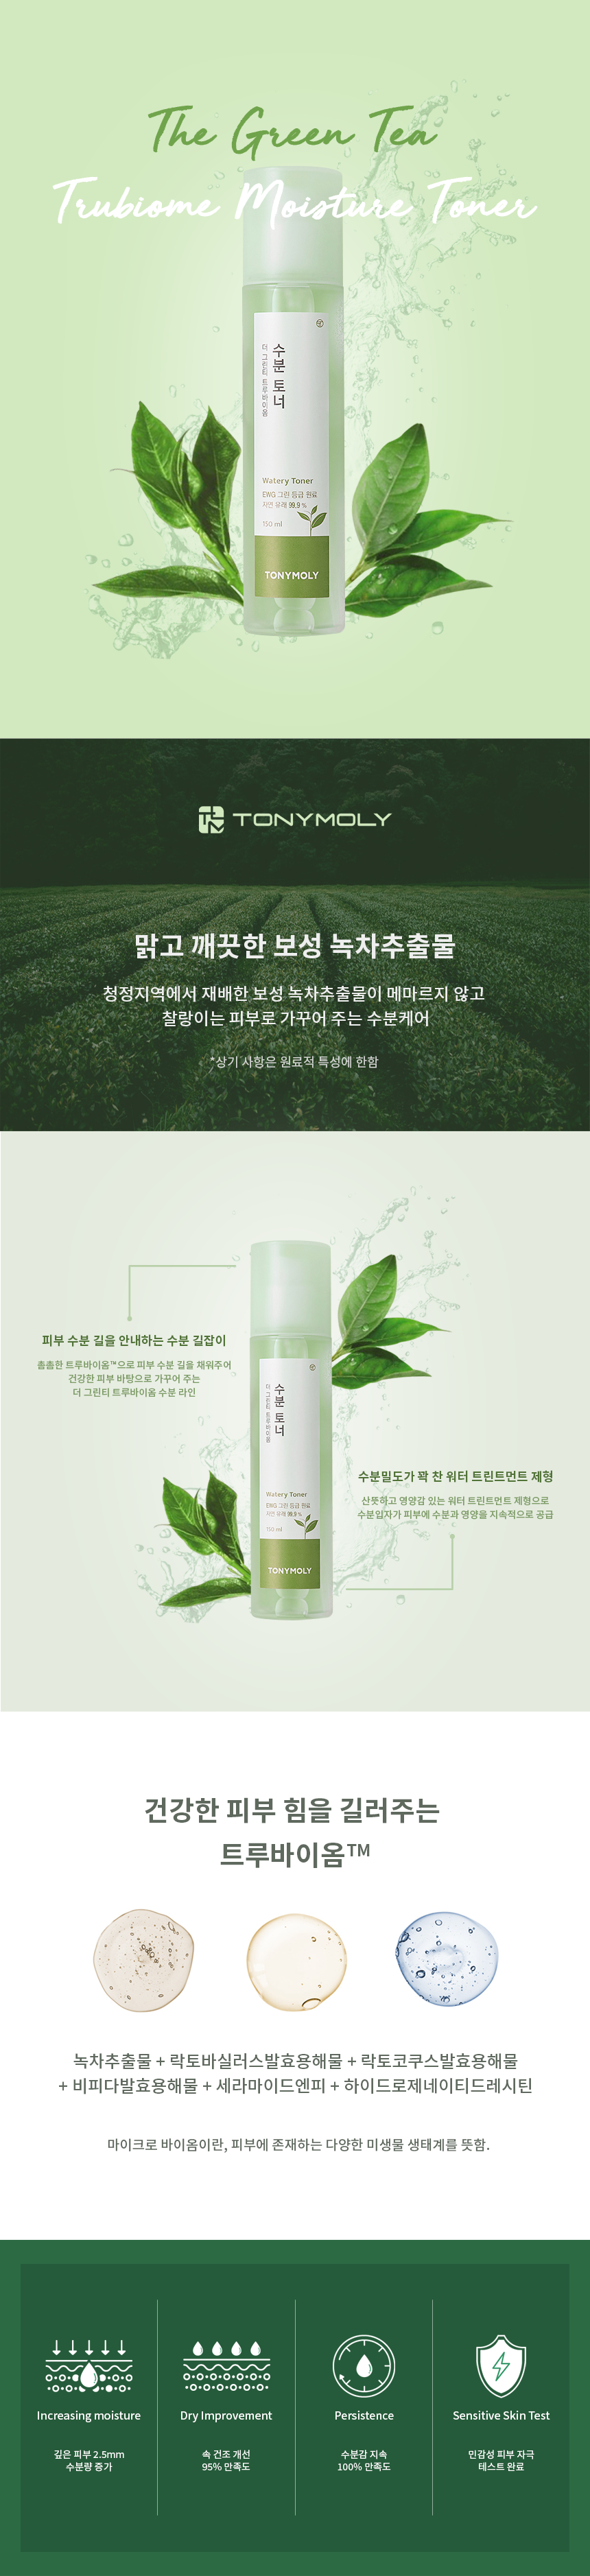 The Green Tea
Trubiome Moisture Toner
더 그린티 트루바이옴
수분 토너
Watery Toner
EWG 그린 등급 원료
자연 유래 99.9 %
150 ml
TONYMOLY
TONYMOLY
맑고 깨끗한 보성 녹차추출물
청정지역에서 재배한 보성 녹차추출물이 메마르지 않고
찰랑이는 피부로 가꾸어 주는 수분케어
*상기 사항은 원료적 특성에 한함
피부 수분 길을 안내하는 수분 길잡이
촘촘한 트루바이옴™으로 피부 수분 길을 채워주어
건강한 피부 바탕으로 가꾸어 주는
더 그린티 트루바이옴 수분 라인
더 그린티 트루바이옴
수분 토너
Watery Toner
EWG 그린 등급 원료
자연 유래 99.9 %
150 ml
TONYMOLY
수분밀도가 꽉 찬 워터 트린트먼트 제형
산뜻하고 영양감 있는 워터 트린트먼트 제형으로
수분입자가 피부에 수분과 영양을 지속적으로 공급
건강한 피부 힘을 길러주는
트루바이옴™
녹차추출물 + 락토바실러스발효용해물 + 락토코쿠스발효용해물
+ 비피다발효용해물 + 세라마이드엔피 + 하이드로제네이티드레시틴
마이크로 바이옴이란, 피부에 존재하는 다양한 미생물 생태계를 뜻함.
Increasing moisture
깊은 피부 2.5mm
수분량 증가
Dry Improvement
속 건조 개선
95% 만족도
Persistence
수분감 지속
100% 만족도
Sensitive Skin Test
민감성 피부 자극
테스트 완료